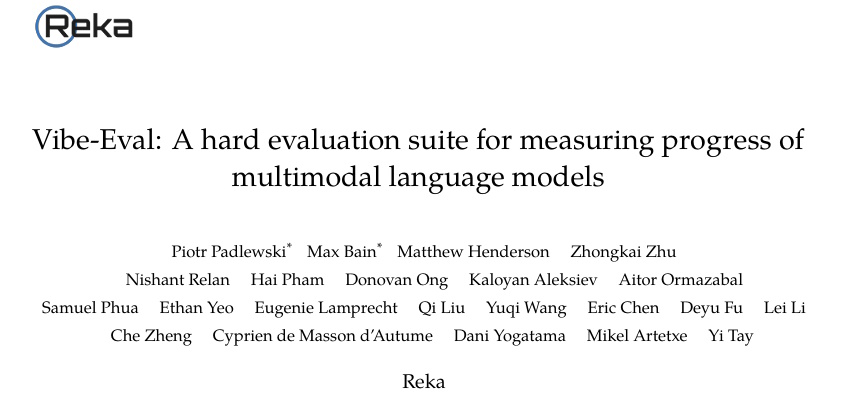 Reka
Vibe-Eval: A hard evaluation suite for measuring progress of
multimodal language models
Piotr Padlewski* Max Bain* Matthew Henderson Zhongkai Zhu
Nishant Relan Hai Pham Donovan Ong Kaloyan Aleksiev Aitor Ormazabal
Samuel Phua Ethan Yeo Eugenie Lamprecht Qi Liu Yuqi Wang Eric Chen Deyu Fu Lei Li
Che Zheng Cyprien de Masson d'Autume Dani Yogatama Mikel Artetxe Yi Tay
Reka